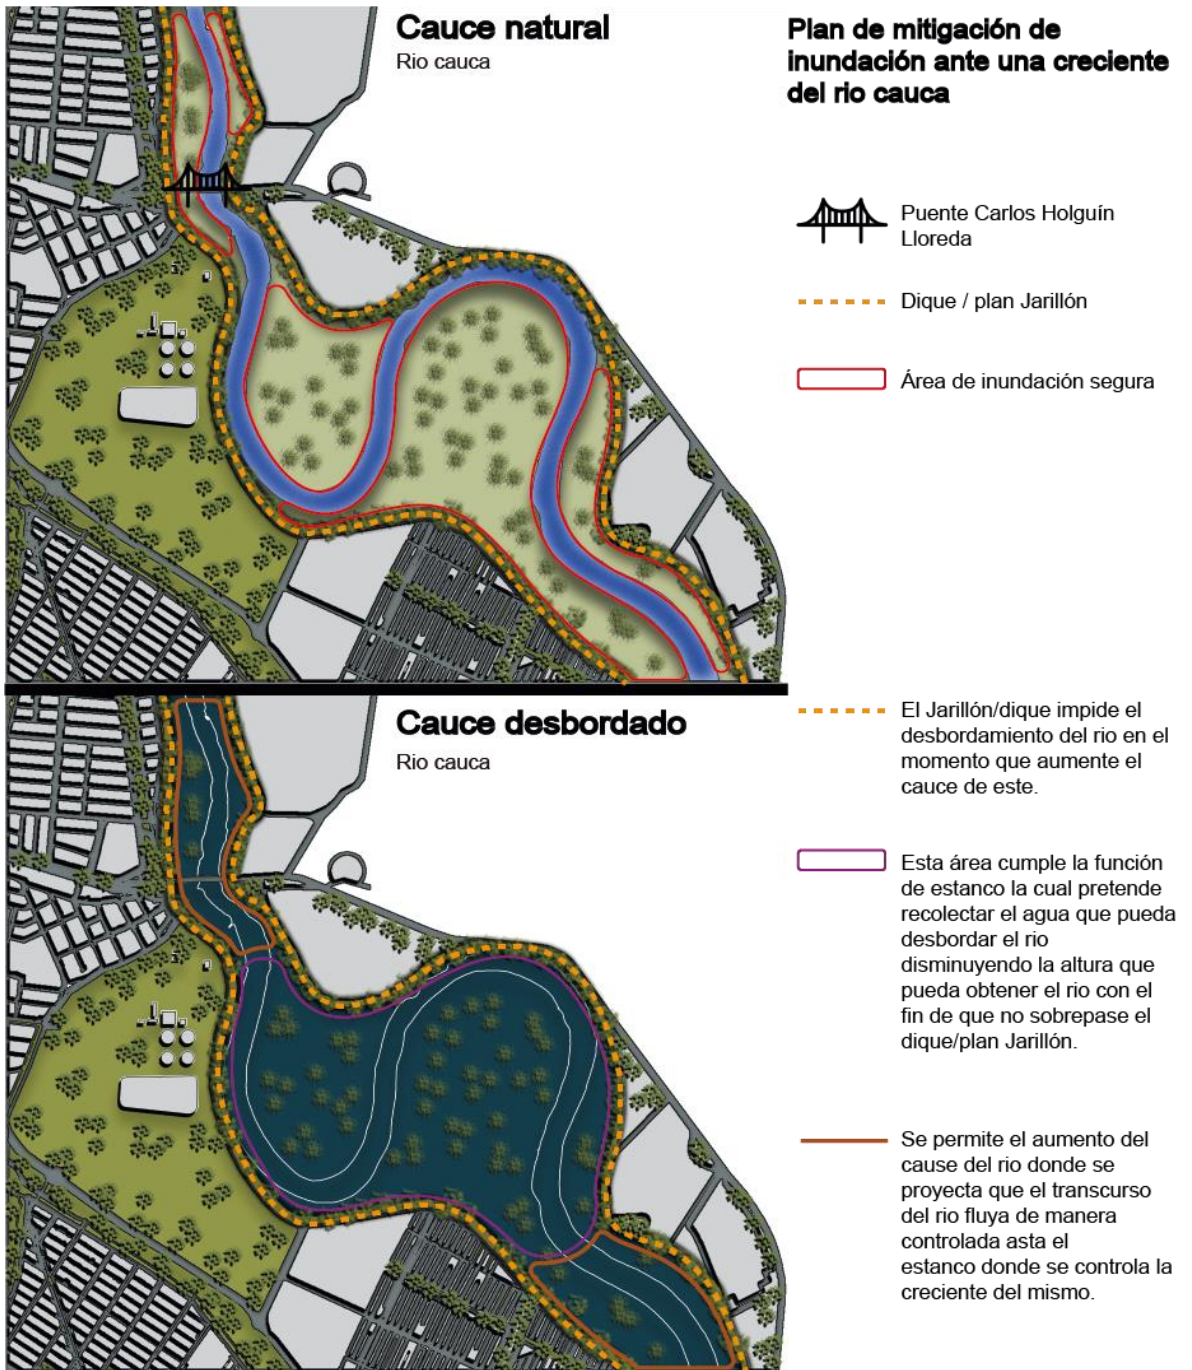 Cauce natural
Rio cauca
Plan de mitigación de
inundación ante una creciente
del rio cauca
Puente Carlos Holguín
Lloreda
Dique / plan Jarillón
Área de inundación segura
Cauce desbordado
Rio cauca
El Jarillón/dique impide el
desbordamiento del rio en el
momento que aumente el
cauce de este.
Esta área cumple la función
de estanco la cual pretende
recolectar el agua que pueda
desbordar el rio
disminuyendo la altura que
pueda obtener el rio con el
fin de que no sobrepase el
dique/plan Jarillón.
Se permite el aumento del
cause del rio donde se
proyecta que el transcurso
del rio fluya de manera
controlada asta el
estanco donde se controla la
creciente del mismo.